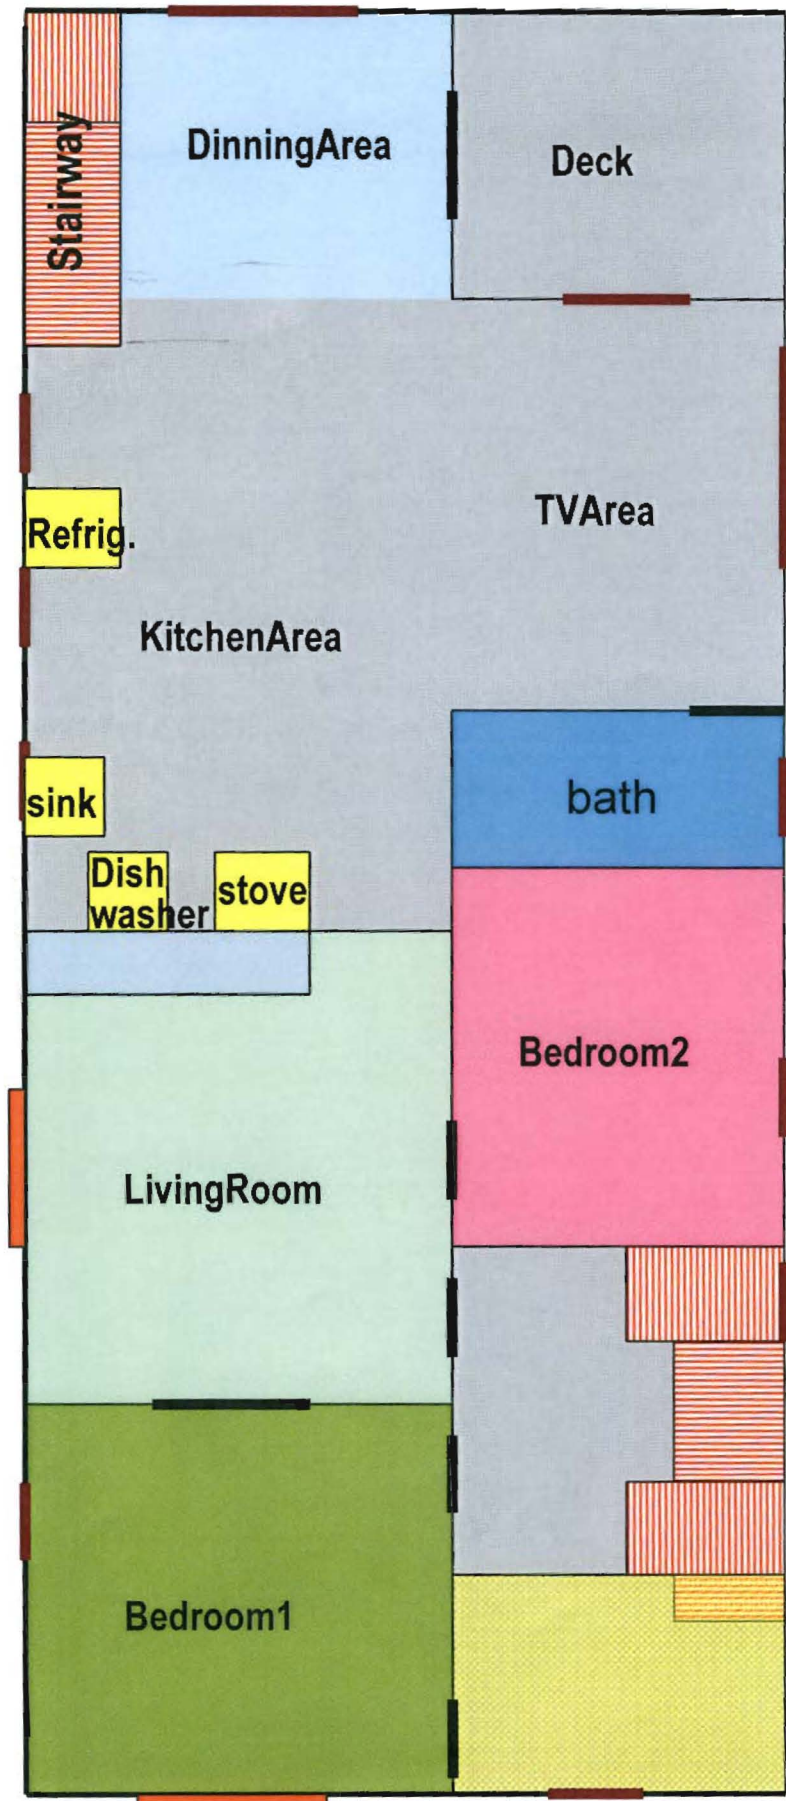 Stairway
DinningArea
Deck
Refrig.
TVArea
KitchenArea
sink
bath
Dish
washer
stove
Bedroom2
LivingRoom
Bedroom1